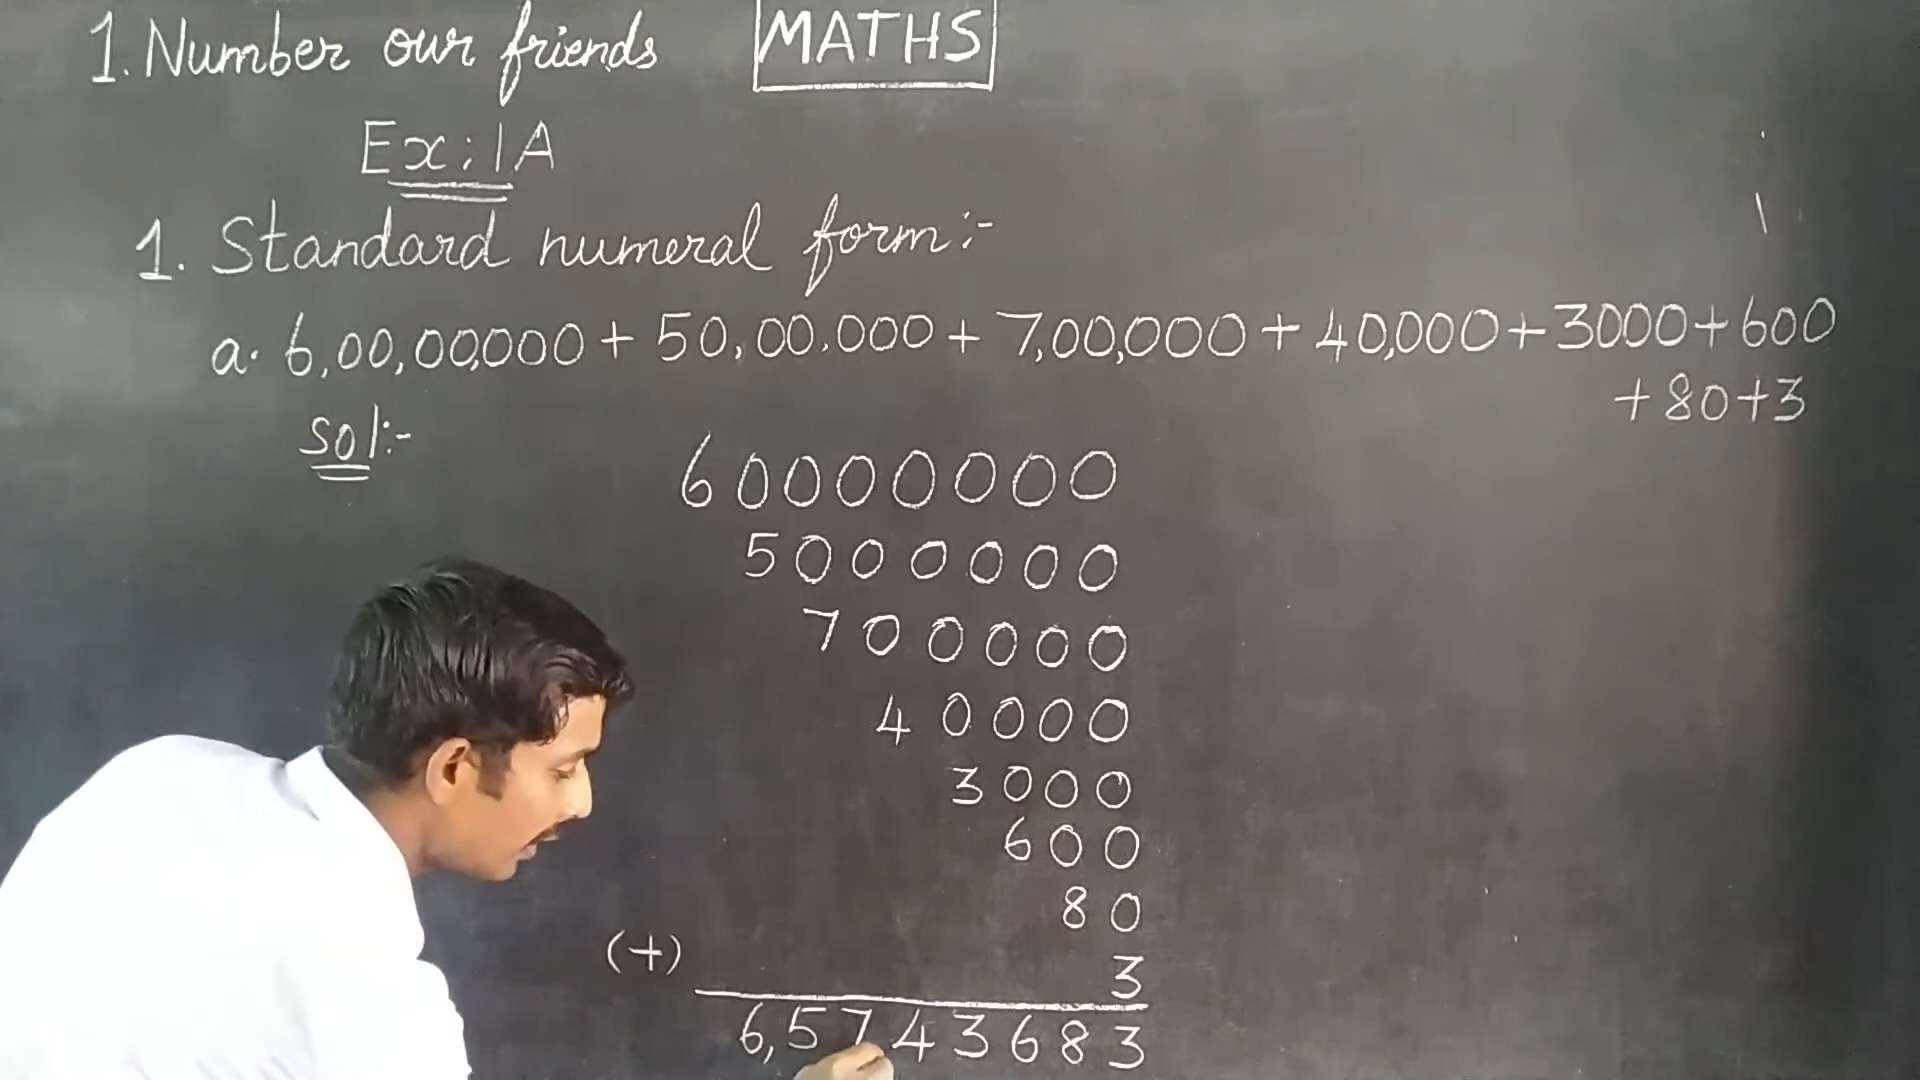 1. Number our friends MATHS
Ex: 1A
1. Standard numeral form:-
a. 6,00,00,000 + 50,00,000 + 7,00,000 + 40,000 + 3000 + 600
+ 80 + 3
Sol:-
60000000
5000000
700000
40000
3000
600
80
(+) 3
6,5743683